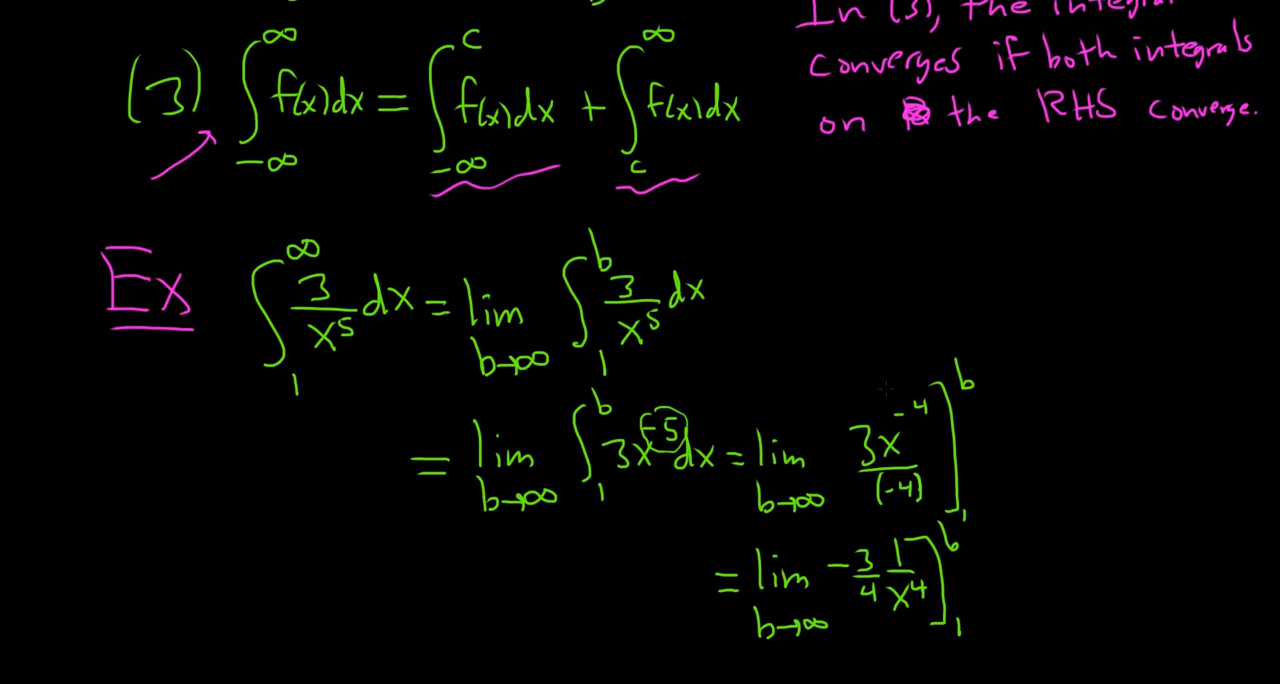 In (3), the integral
converges if both integrals
on the RHS converge.
(3) ∫_{-∞}^{∞} f(x)dx = ∫_{-∞}^{c} f(x)dx + ∫_{c}^{∞} f(x)dx
Ex ∫_{1}^{∞} 3/x^5 dx = lim_{b→∞} ∫_{1}^{b} 3/x^5 dx
= lim_{b→∞} ∫_{1}^{b} 3x^{-5} dx = lim_{b→∞} 3x^{-4}/(-4) ]_{1}^{b}
= lim_{b→∞} -3/4 1/x^4 ]_{1}^{b}